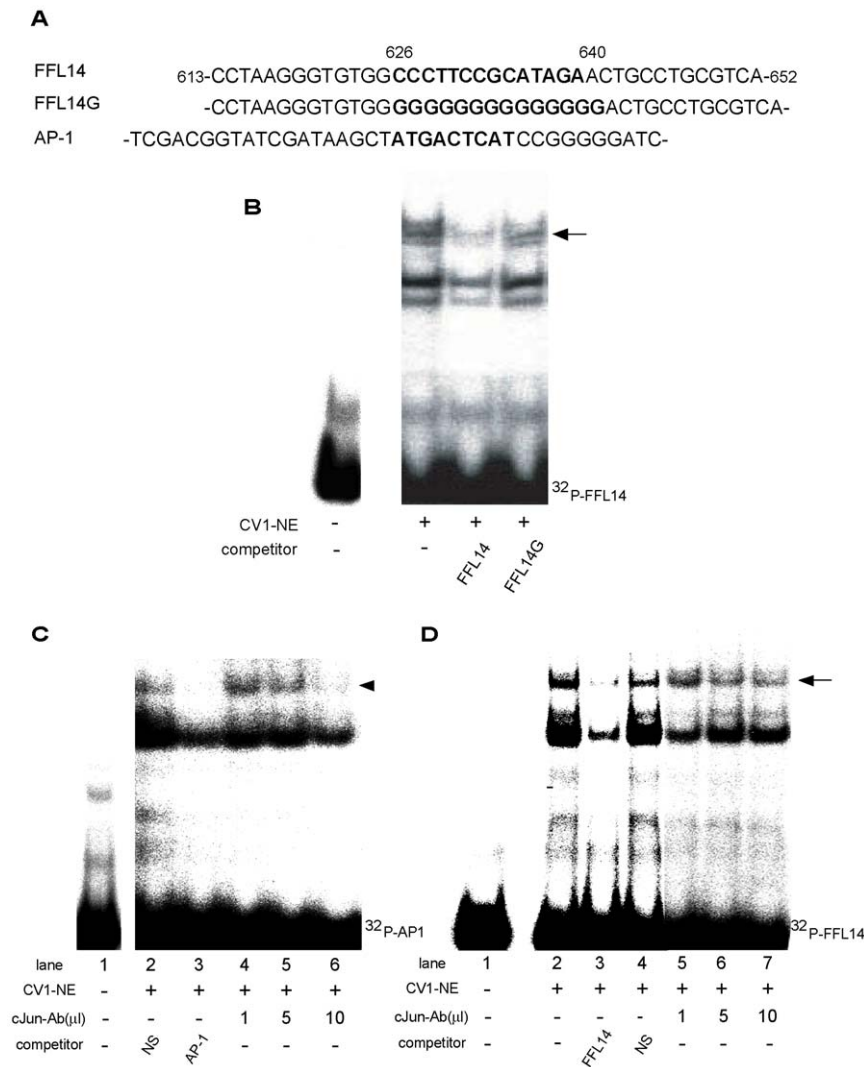 A
626 640
FFL14 613-CCTAAGGGTGTGGCCCTTCCGCATAGAACTGCCTGCGTCA-652
FFL14G -CCTAAGGGTGTGGGGGGGGGGGGGGGACTGCCTGCGTCA-
AP-1 -TCGACGGTATCGATAAGCTATGACTCATCCGGGGGATC-
B
32P-FFL14
CV1-NE - + + +
competitor - - FFL14 FFL14G
C
32P-AP1
lane 1 2 3 4 5 6
CV1-NE - + + + + +
cJun-Ab(µl) - - - 1 5 10
competitor - NS AP-1 - - -
D
32P-FFL14
lane 1 2 3 4 5 6 7
CV1-NE - + + + + + +
cJun-Ab(µl) - - - - 1 5 10
competitor - - FFL14 NS - - -